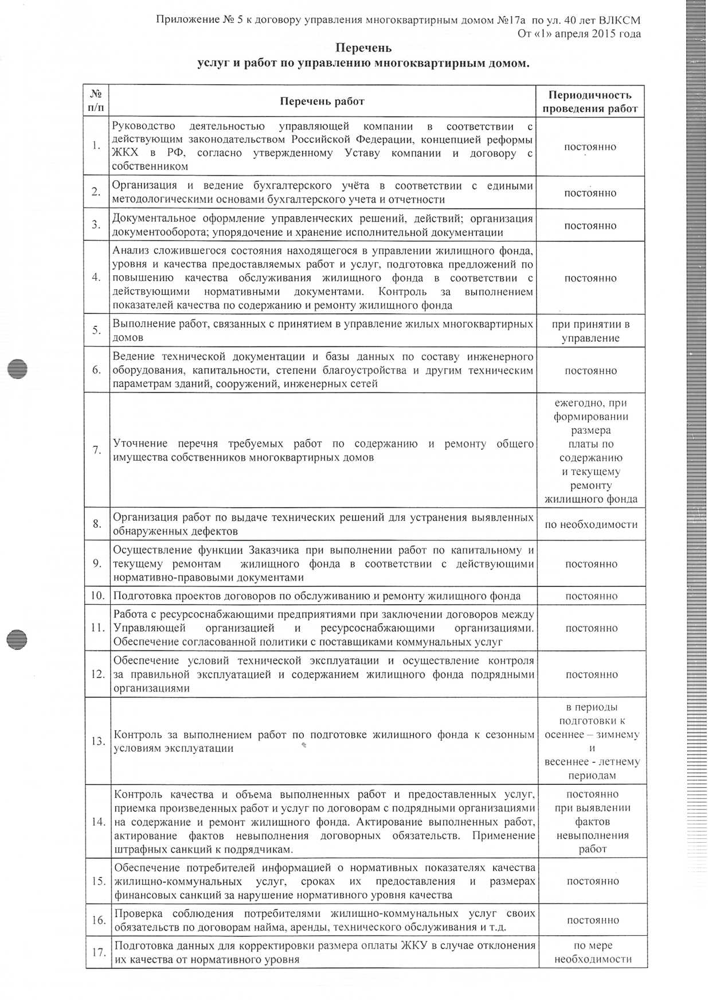 Приложение № 5 к договору управления многоквартирным домом №17а по ул. 40 лет ВЛКСМ
От «1» апреля 2015 года
Перечень
услуг и работ по управлению многоквартирным домом.
№
п/п
Перечень работ
Периодичность
проведения работ
1.
Руководство деятельностью управляющей компании в соответствии с
действующим законодательством Российской Федерации, концепцией реформы
ЖКХ в РФ, согласно утвержденному Уставу компании и договору с
собственником
постоянно
2.
Организация и ведение бухгалтерского учёта в соответствии с едиными
методологическими основами бухгалтерского учета и отчетности
постоянно
3.
Документальное оформление управленческих решений, действий; организация
документооборота; упорядочение и хранение исполнительной документации
постоянно
4.
Анализ сложившегося состояния находящегося в управлении жилищного фонда,
уровня и качества предоставляемых работ и услуг, подготовка предложений по
повышению качества обслуживания жилищного фонда в соответствии с
действующими нормативными документами. Контроль за выполнением
показателей качества по содержанию и ремонту жилищного фонда
постоянно
5.
Выполнение работ, связанных с принятием в управление жилых многоквартирных
домов
при принятии в
управление
6.
Ведение технической документации и базы данных по составу инженерного
оборудования, капитальности, степени благоустройства и другим техническим
параметрам зданий, сооружений, инженерных сетей
постоянно
7.
Уточнение перечня требуемых работ по содержанию и ремонту общего
имущества собственников многоквартирных домов
ежегодно, при
формировании
размера
платы по
содержанию
и текущему
ремонту
жилищного фонда
8.
Организация работ по выдаче технических решений для устранения выявленных
обнаруженных дефектов
по необходимости
9.
Осуществление функции Заказчика при выполнении работ по капитальному и
текущему ремонтам жилищного фонда в соответствии с действующими
нормативно-правовыми документами
постоянно
10.
Подготовка проектов договоров по обслуживанию и ремонту жилищного фонда
постоянно
11.
Работа с ресурсоснабжающими предприятиями при заключении договоров между
Управляющей организацией и ресурсоснабжающими организациями.
Обеспечение согласованной политики с поставщиками коммунальных услуг
постоянно
12.
Обеспечение условий технической эксплуатации и осуществление контроля
за правильной эксплуатацией и содержанием жилищного фонда подрядными
организациями
постоянно
13.
Контроль за выполнением работ по подготовке жилищного фонда к сезонным
условиям эксплуатации
в периоды
подготовки к
осеннее – зимнему
и
весеннее - летнему
периодам
14.
Контроль качества и объема выполненных работ и предоставленных услуг,
приемка произведенных работ и услуг по договорам с подрядными организациями
на содержание и ремонт жилищного фонда. Актирование выполненных работ,
актирование фактов невыполнения договорных обязательств. Применение
штрафных санкций к подрядчикам.
постоянно
при выявлении
фактов
невыполнения
работ
15.
Обеспечение потребителей информацией о нормативных показателях качества
жилищно-коммунальных услуг, сроках их предоставления и размерах
финансовых санкций за нарушение нормативного уровня качества
постоянно
16.
Проверка соблюдения потребителями жилищно-коммунальных услуг своих
обязательств по договорам найма, аренды, технического обслуживания и т.д.
постоянно
17.
Подготовка данных для корректировки размера оплаты ЖКУ в случае отклонения
их качества от нормативного уровня
по мере
необходимости